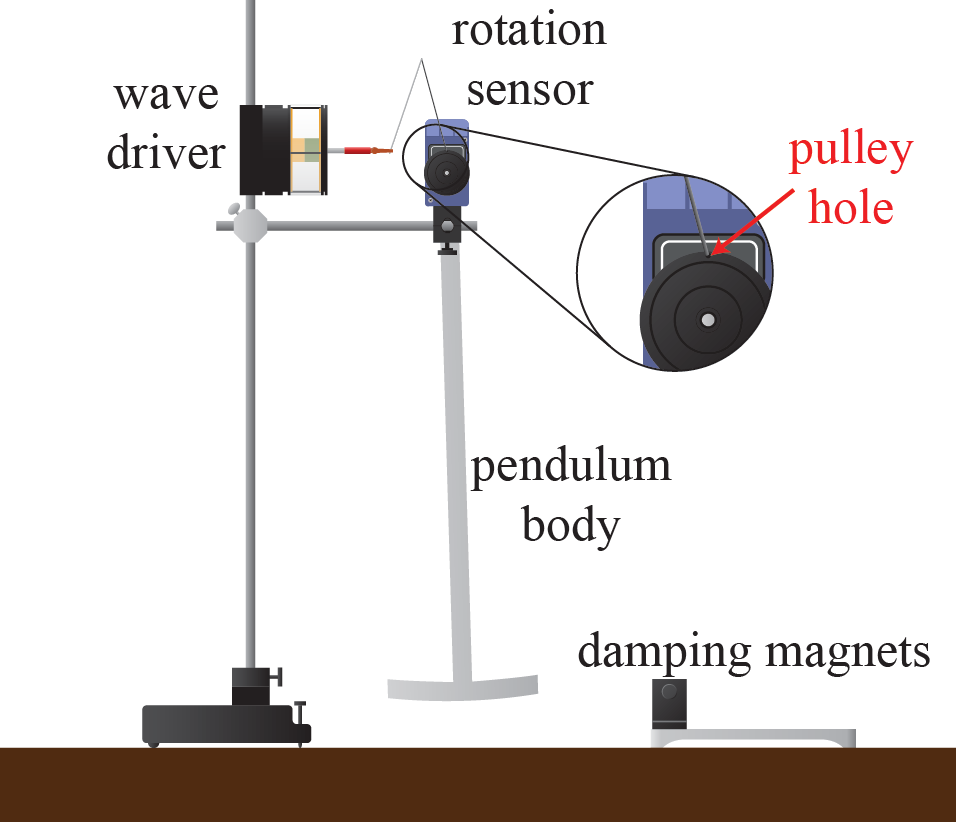 rotation
sensor
wave
driver
pulley
hole
pendulum
body
damping magnets